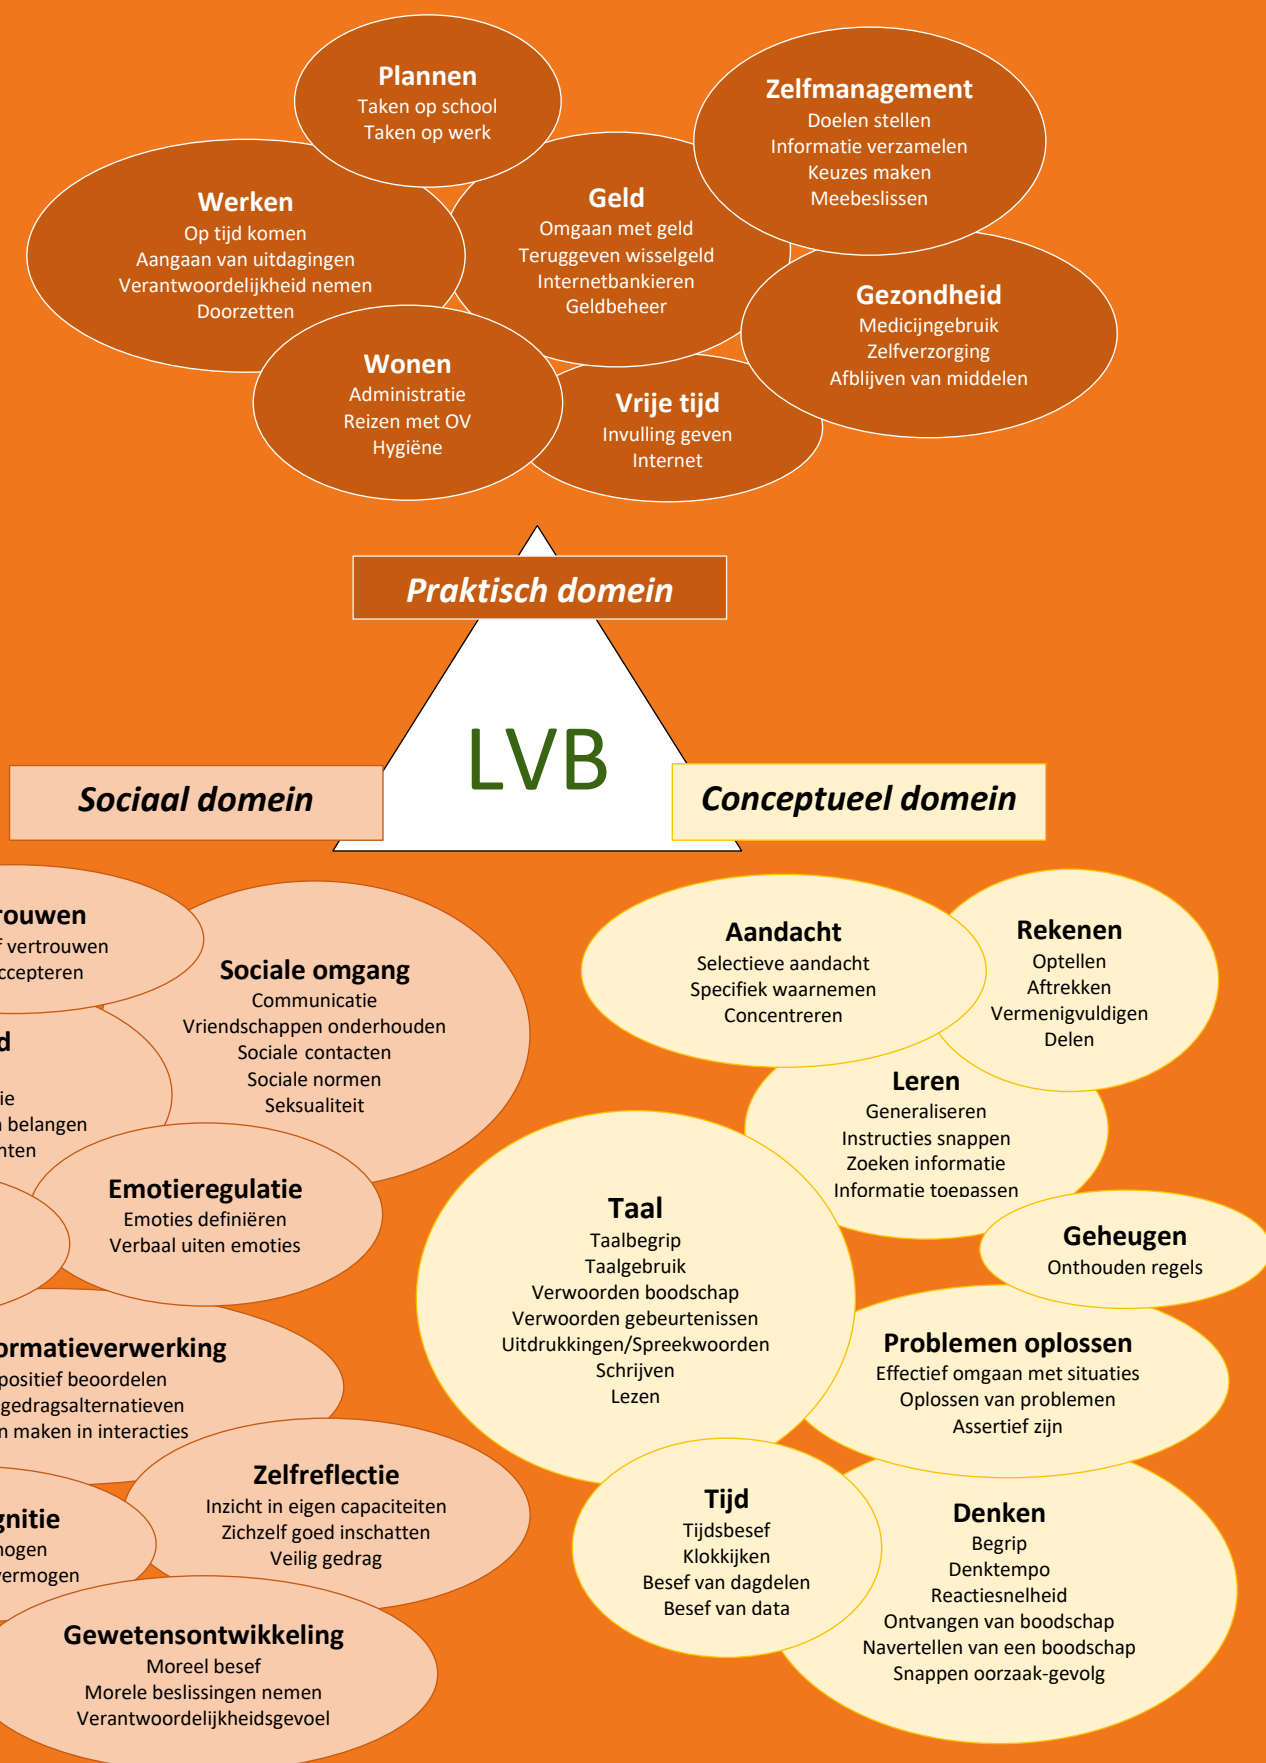 Plannen
Taken op school
Taken op werk
Zelfmanagement
Doelen stellen
Informatie verzamelen
Keuzes maken
Meebeslissen
Werken
Op tijd komen
Aangaan van uitdagingen
Verantwoordelijkheid nemen
Doorzetten
Geld
Omgaan met geld
Teruggeven wisselgeld
Internetbankieren
Geldbeheer
Gezondheid
Medicijngebruik
Zelfverzorging
Afblijven van middelen
Wonen
Administratie
Reizen met OV
Hygiëne
Vrije tijd
Invulling geven
Internet
Praktisch domein
LVB
Sociaal domein
Conceptueel domein
rouwen
vertrouwen
ccepteren
Sociale omgang
Communicatie
Vriendschappen onderhouden
Sociale contacten
Sociale normen
Seksualiteit
d
ie
belangen
nten
Emotieregulatie
Emoties definiëren
Verbaal uiten emoties
ormatieverwerking
positief beoordelen
gedragsalternatieven
n maken in interacties
Zelfreflectie
Inzicht in eigen capaciteiten
Zichzelf goed inschatten
Veilig gedrag
gnitie
mogen
vermogen
Gewetensontwikkeling
Moreel besef
Morele beslissingen nemen
Verantwoordelijkheidsgevoel
Aandacht
Selectieve aandacht
Specifiek waarnemen
Concentreren
Rekenen
Optellen
Aftrekken
Vermenigvuldigen
Delen
Leren
Generaliseren
Instructies snappen
Zoeken informatie
Informatie toepassen
Taal
Taalbegrip
Taalgebruik
Verwoorden boodschap
Verwoorden gebeurtenissen
Uitdrukkingen/Spreekwoorden
Schrijven
Lezen
Geheugen
Onthouden regels
Problemen oplossen
Effectief omgaan met situaties
Oplossen van problemen
Assertief zijn
Tijd
Tijdsbesef
Klokkijken
Besef van dagdelen
Besef van data
Denken
Begrip
Denktempo
Reactiesnelheid
Ontvangen van boodschap
Navertellen van een boodschap
Snappen oorzaak-gevolg